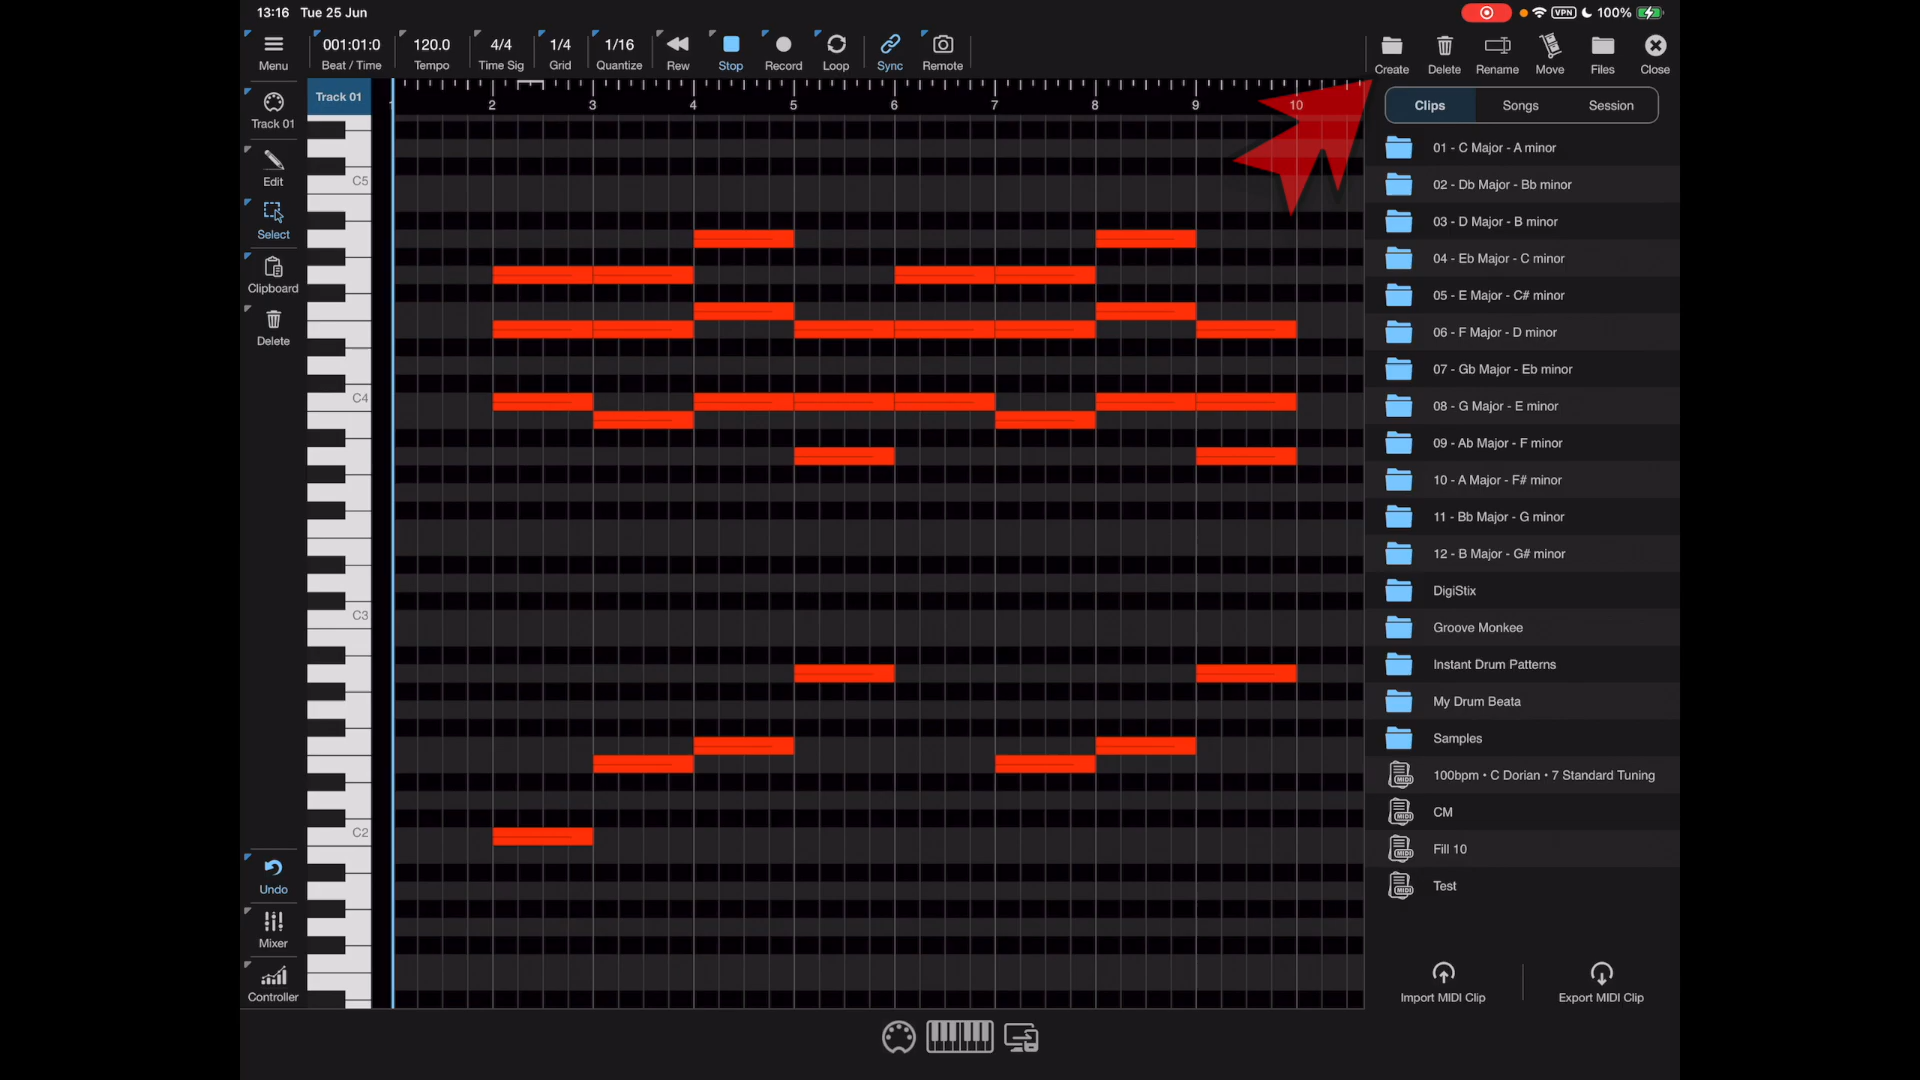 13:16 Tue 25 Jun
VPN 100%
Menu
001:01:0
Beat / Time
120.0
Tempo
4/4
Time Sig
1/4
Grid
1/16
Quantize
Rew
Stop
Record
Loop
Sync
Remote
Create
Delete
Rename
Move
Files
Close
Track 01
2 3 4 5 6 7 8 9 10
Clips
Songs
Session
Track 01
Edit
Select
Clipboard
Delete
C5
C4
C3
C2
01 - C Major - A minor
02 - Db Major - Bb minor
03 - D Major - B minor
04 - Eb Major - C minor
05 - E Major - C# minor
06 - F Major - D minor
07 - Gb Major - Eb minor
08 - G Major - E minor
09 - Ab Major - F minor
10 - A Major - F# minor
11 - Bb Major - G minor
12 - B Major - G# minor
DigiStix
Groove Monkee
Instant Drum Patterns
My Drum Beata
Samples
MIDI 100bpm • C Dorian • 7 Standard Tuning
MIDI CM
MIDI Fill 10
MIDI Test
Undo
Mixer
Controller
Import MIDI Clip
Export MIDI Clip